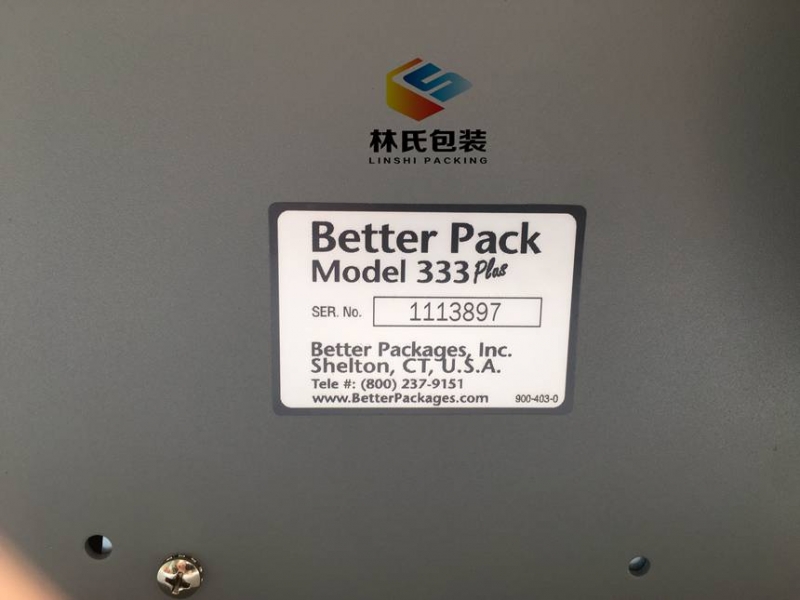 林氏包装
LINSHI PACKING
Better Pack
Model 333 Plus
SER. No. 1113897
Better Packages, Inc.
Shelton, CT, U.S.A.
Tele #: (800) 237-9151
www.BetterPackages.com 900-403-0